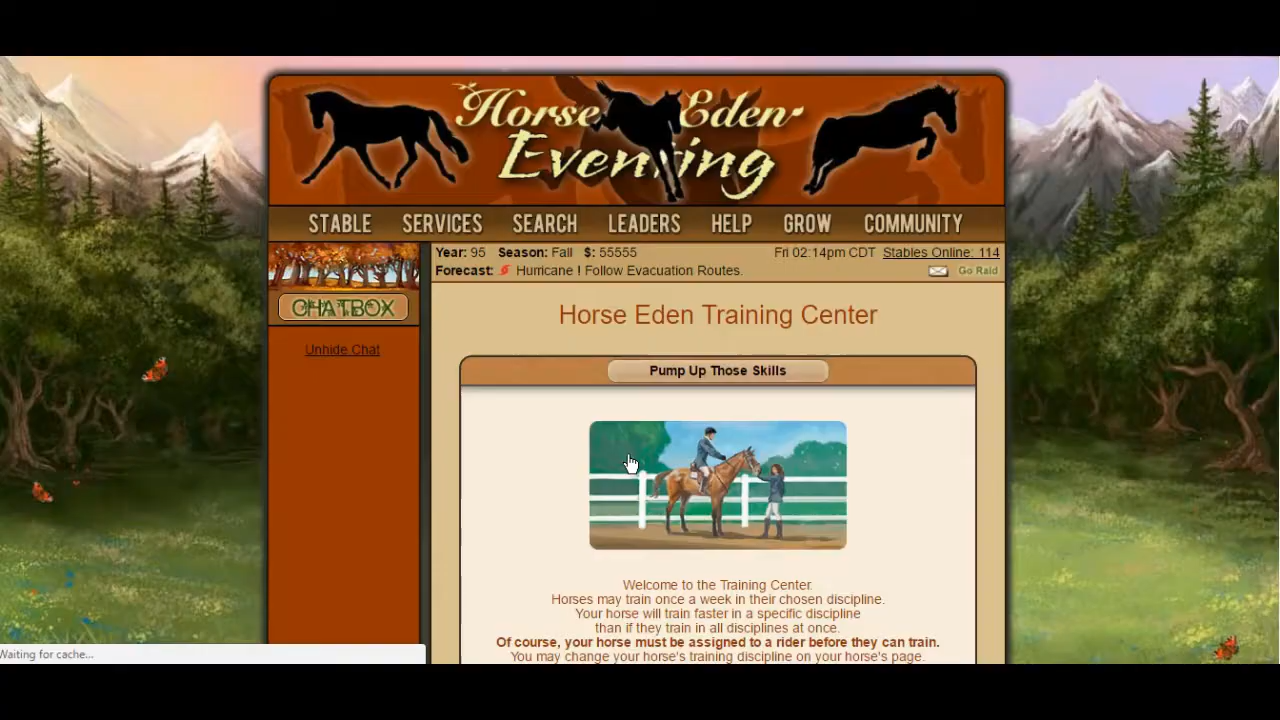 Horse Eden
Eventing
STABLE SERVICES SEARCH LEADERS HELP GROW COMMUNITY
Year: 95 Season: Fall $: 55555 Fri 02:14pm CDT Stables Online: 114
Forecast: Hurricane ! Follow Evacuation Routes. Go Raid
CHATBOX
Unhide Chat
Horse Eden Training Center
Pump Up Those Skills
Welcome to the Training Center.
Horses may train once a week in their chosen discipline.
Your horse will train faster in a specific discipline
than if they train in all disciplines at once.
Of course, your horse must be assigned to a rider before they can train.
You may change your horse's training discipline on your horse's page.
Waiting for cache...